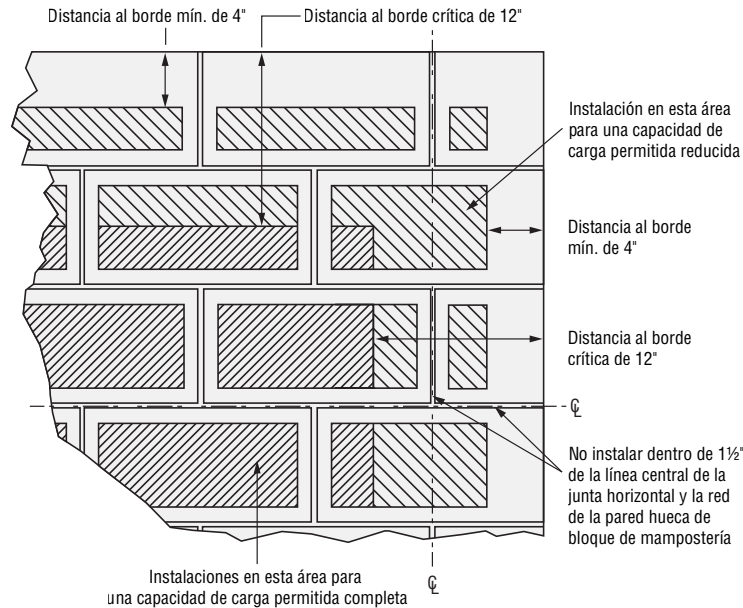 Distancia al borde mín. de 4"
Distancia al borde crítica de 12"
Instalación en esta área
para una capacidad de
carga permitida reducida
Distancia al borde
mín. de 4"
Distancia al borde
crítica de 12"
℄
No instalar dentro de 1½"
de la línea central de la
junta horizontal y la red
de la pared hueca de
bloque de mampostería
Instalaciones en esta área para
una capacidad de carga permitida completa
℄